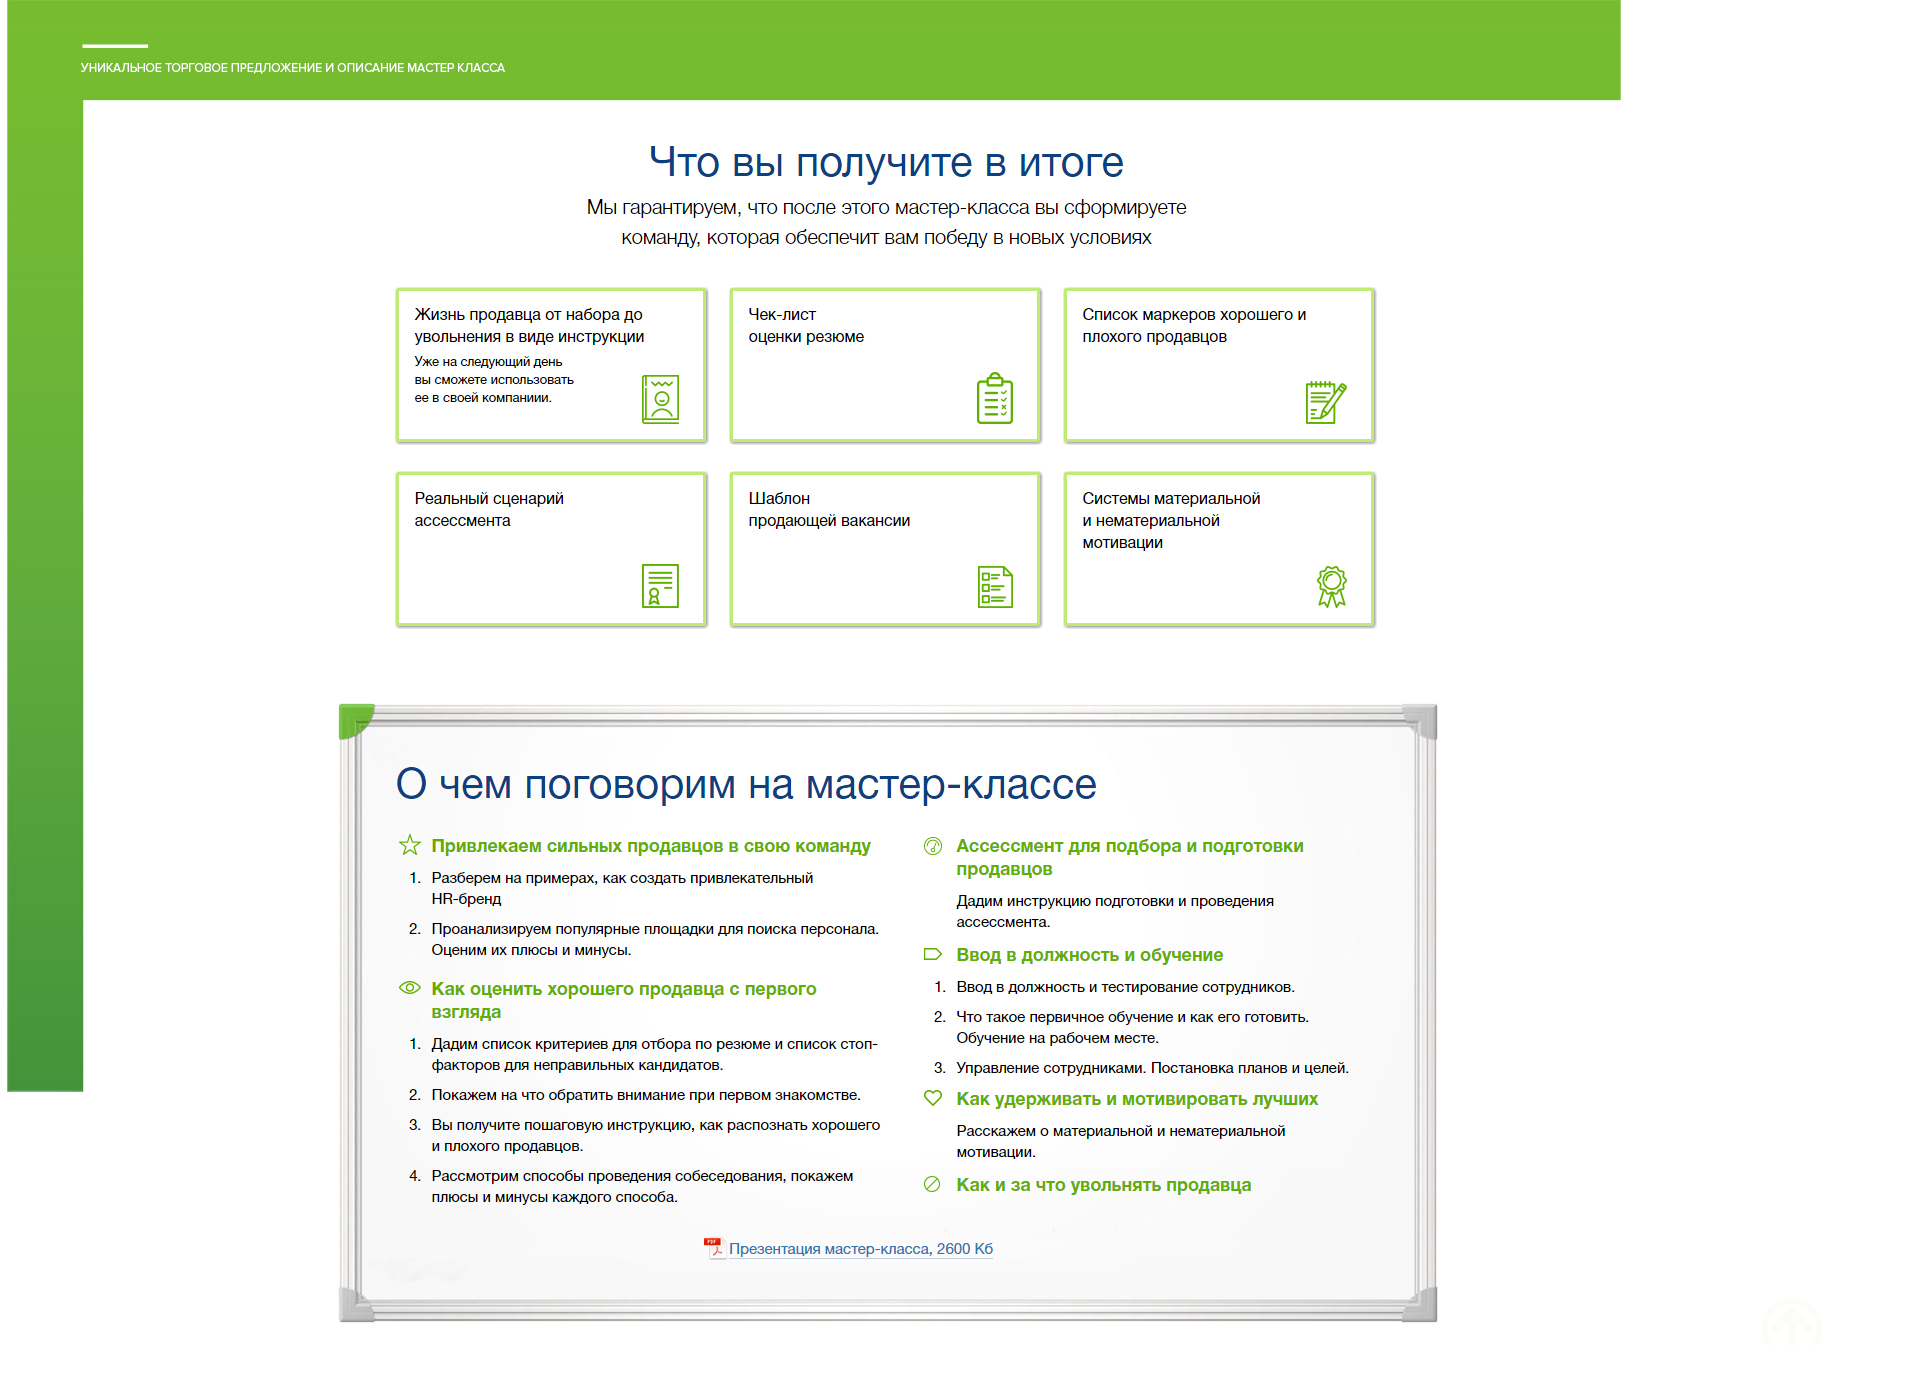 УНИКАЛЬНОЕ ТОРГОВОЕ ПРЕДЛОЖЕНИЕ И ОПИСАНИЕ МАСТЕР КЛАССА
Что вы получите в итоге
Мы гарантируем, что после этого мастер-класса вы сформируете
команду, которая обеспечит вам победу в новых условиях
Жизнь продавца от набора до
увольнения в виде инструкции
Уже на следующий день
вы сможете использовать
ее в своей компаниии.
Чек-лист
оценки резюме
Список маркеров хорошего и
плохого продавцов
Реальный сценарий
ассессмента
Шаблон
продающей вакансии
Системы материальной
и нематериальной
мотивации
О чем поговорим на мастер-классе
Привлекаем сильных продавцов в свою команду
1. Разберем на примерах, как создать привлекательный
HR-бренд
2. Проанализируем популярные площадки для поиска персонала.
Оценим их плюсы и минусы.
Как оценить хорошего продавца с первого
взгляда
1. Дадим список критериев для отбора по резюме и список стоп-
факторов для неправильных кандидатов.
2. Покажем на что обратить внимание при первом знакомстве.
3. Вы получите пошаговую инструкцию, как распознать хорошего
и плохого продавцов.
4. Рассмотрим способы проведения собеседования, покажем
плюсы и минусы каждого способа.
Ассессмент для подбора и подготовки
продавцов
Дадим инструкцию подготовки и проведения
ассессмента.
Ввод в должность и обучение
1. Ввод в должность и тестирование сотрудников.
2. Что такое первичное обучение и как его готовить.
Обучение на рабочем месте.
3. Управление сотрудниками. Постановка планов и целей.
Как удерживать и мотивировать лучших
Расскажем о материальной и нематериальной
мотивации.
Как и за что увольнять продавца
PDF
Презентация мастер-класса, 2600 Кб